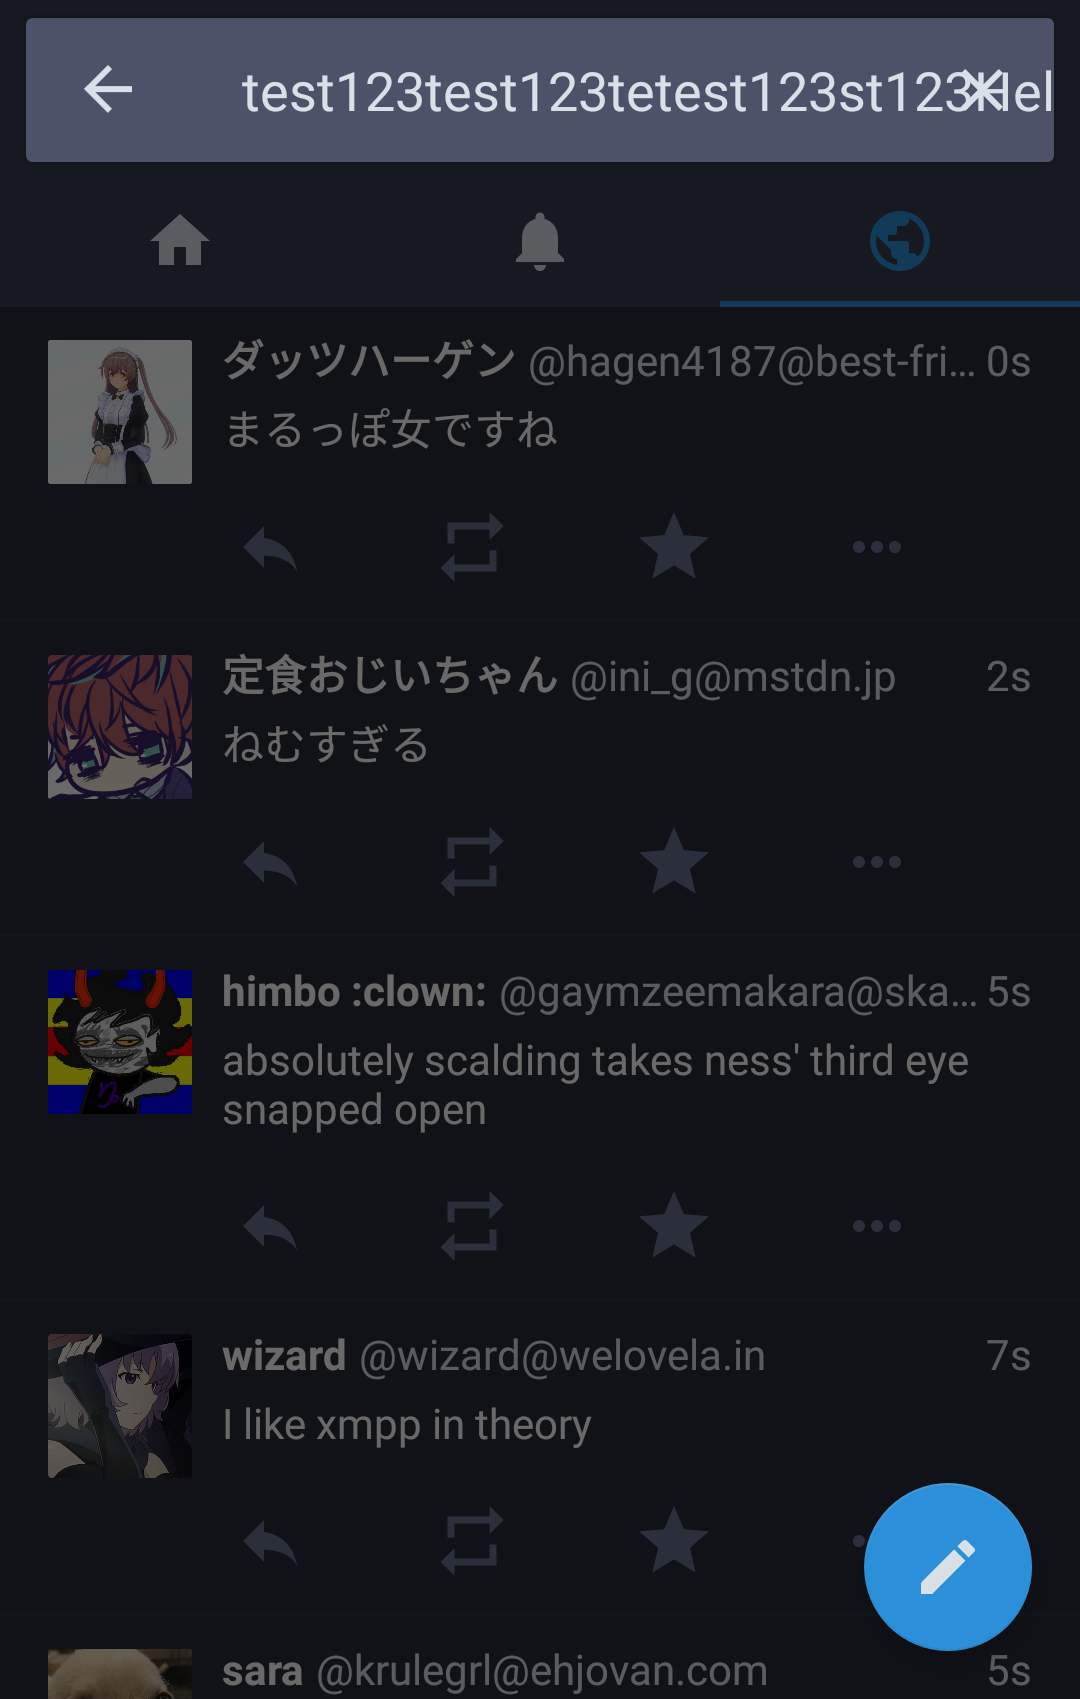 test123test123tetest123st123
ダッツハーゲン @hagen4187@best-fri... 0s
まるっぽ女ですね
定食おじいちゃん @ini_g@mstdn.jp 2s
ねむすぎる
himbo :clown: @gaymzeemakara@ska... 5s
absolutely scalding takes ness' third eye
snapped open
wizard @wizard@welovela.in 7s
I like xmpp in theory
sara @krulegrl@ehjovan.com 5s